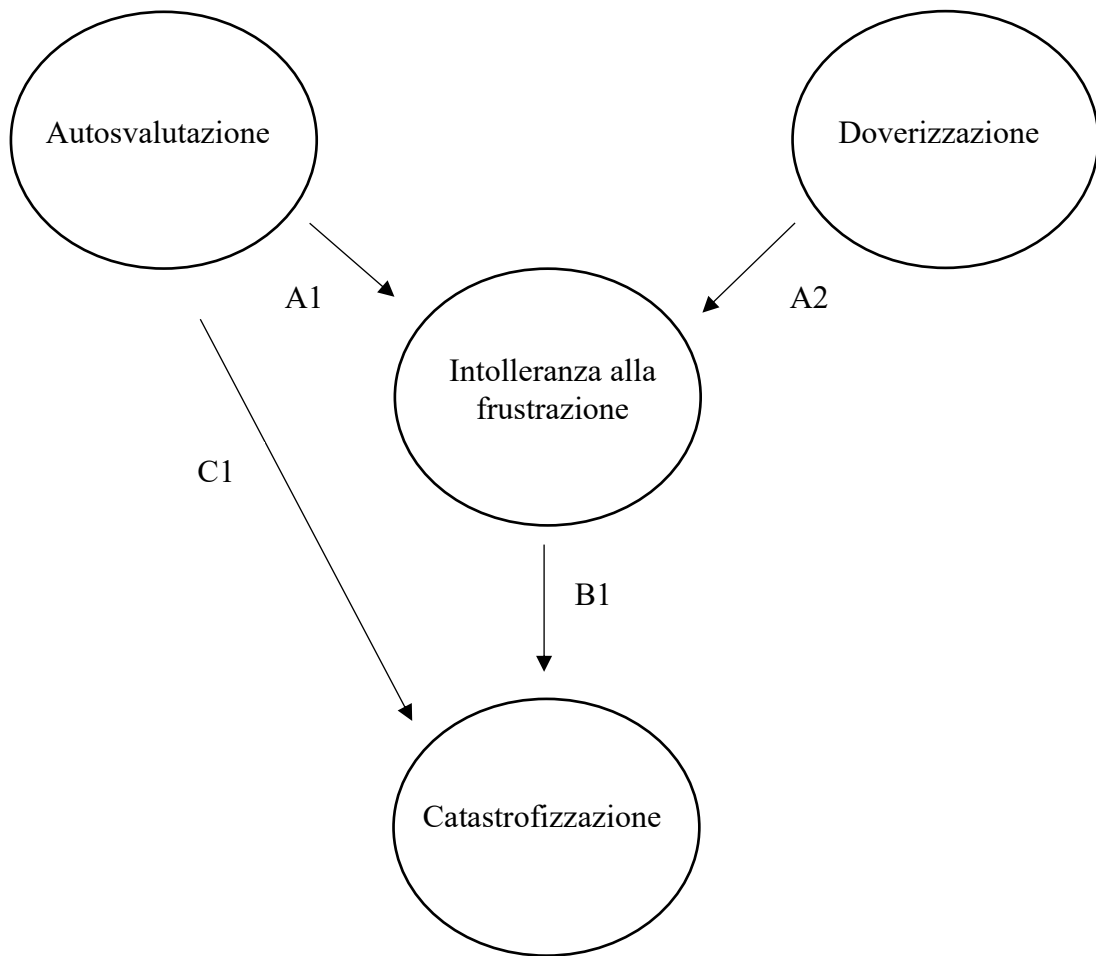 Autosvalutazione
Doverizzazione
A1
A2
Intolleranza alla
frustrazione
C1
B1
Catastrofizzazione